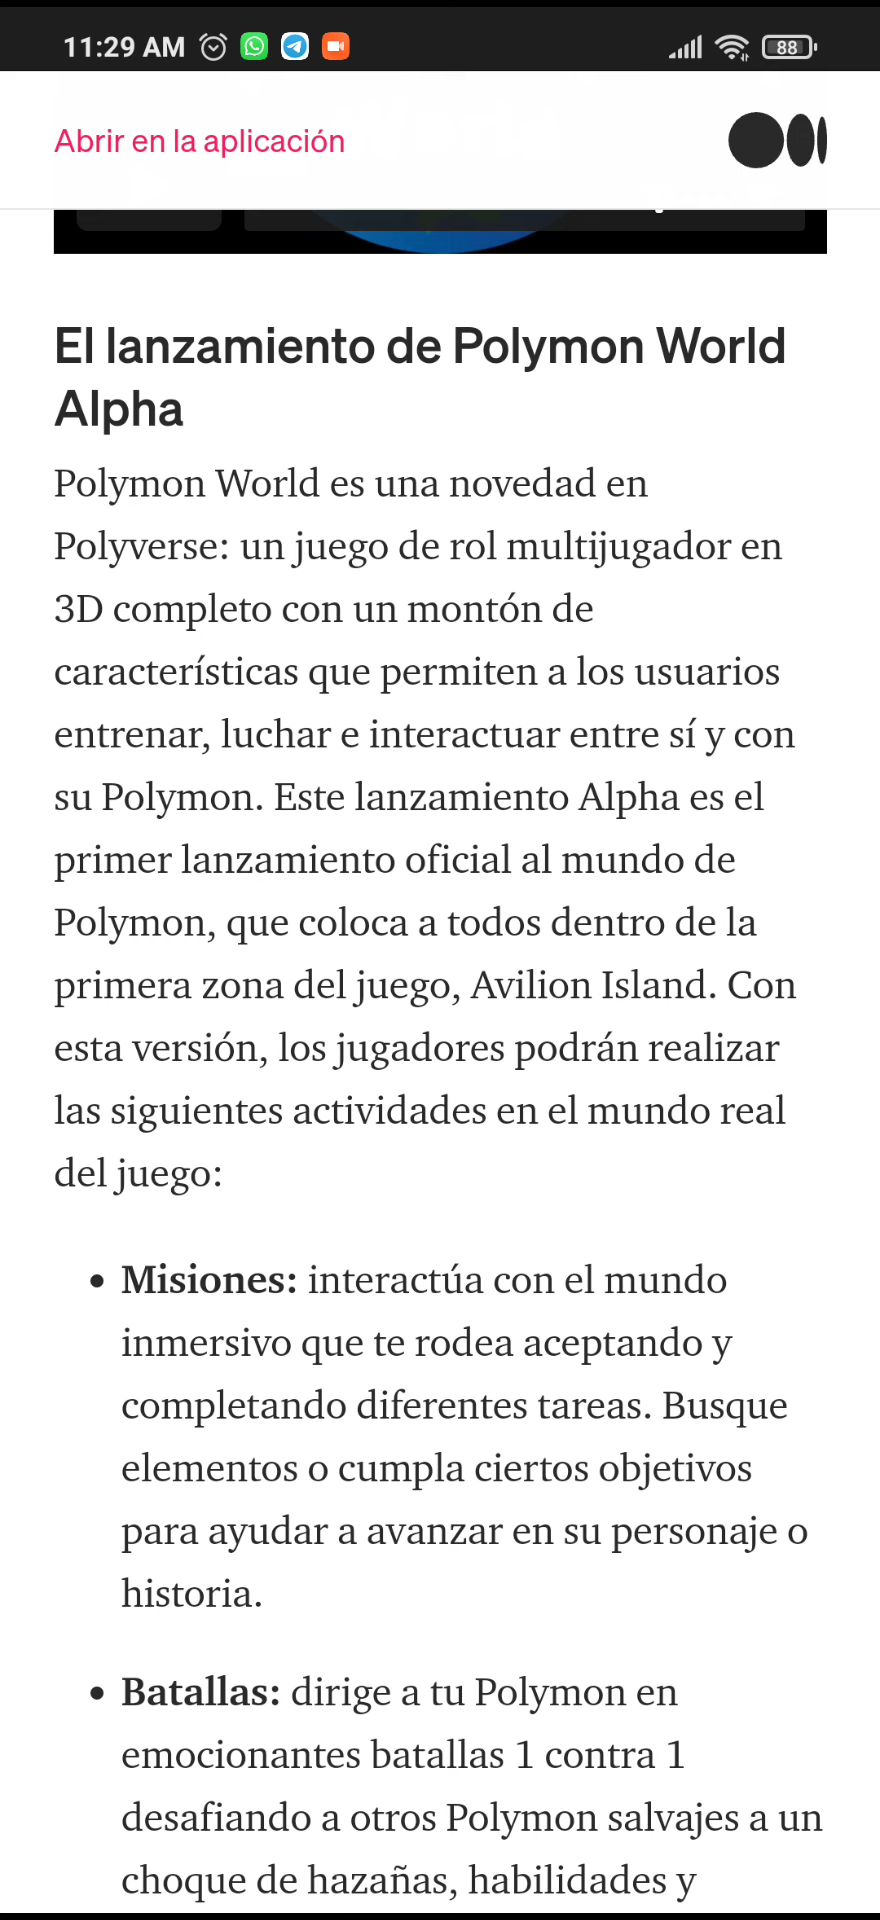 11:29 AM
88
Abrir en la aplicación
El lanzamiento de Polymon World
Alpha
Polymon World es una novedad en
Polyverse: un juego de rol multijugador en
3D completo con un montón de
características que permiten a los usuarios
entrenar, luchar e interactuar entre sí y con
su Polymon. Este lanzamiento Alpha es el
primer lanzamiento oficial al mundo de
Polymon, que coloca a todos dentro de la
primera zona del juego, Avilion Island. Con
esta versión, los jugadores podrán realizar
las siguientes actividades en el mundo real
del juego:
• Misiones: interactúa con el mundo
inmersivo que te rodea aceptando y
completando diferentes tareas. Busque
elementos o cumpla ciertos objetivos
para ayudar a avanzar en su personaje o
historia.
• Batallas: dirige a tu Polymon en
emocionantes batallas 1 contra 1
desafiando a otros Polymon salvajes a un
choque de hazañas, habilidades y